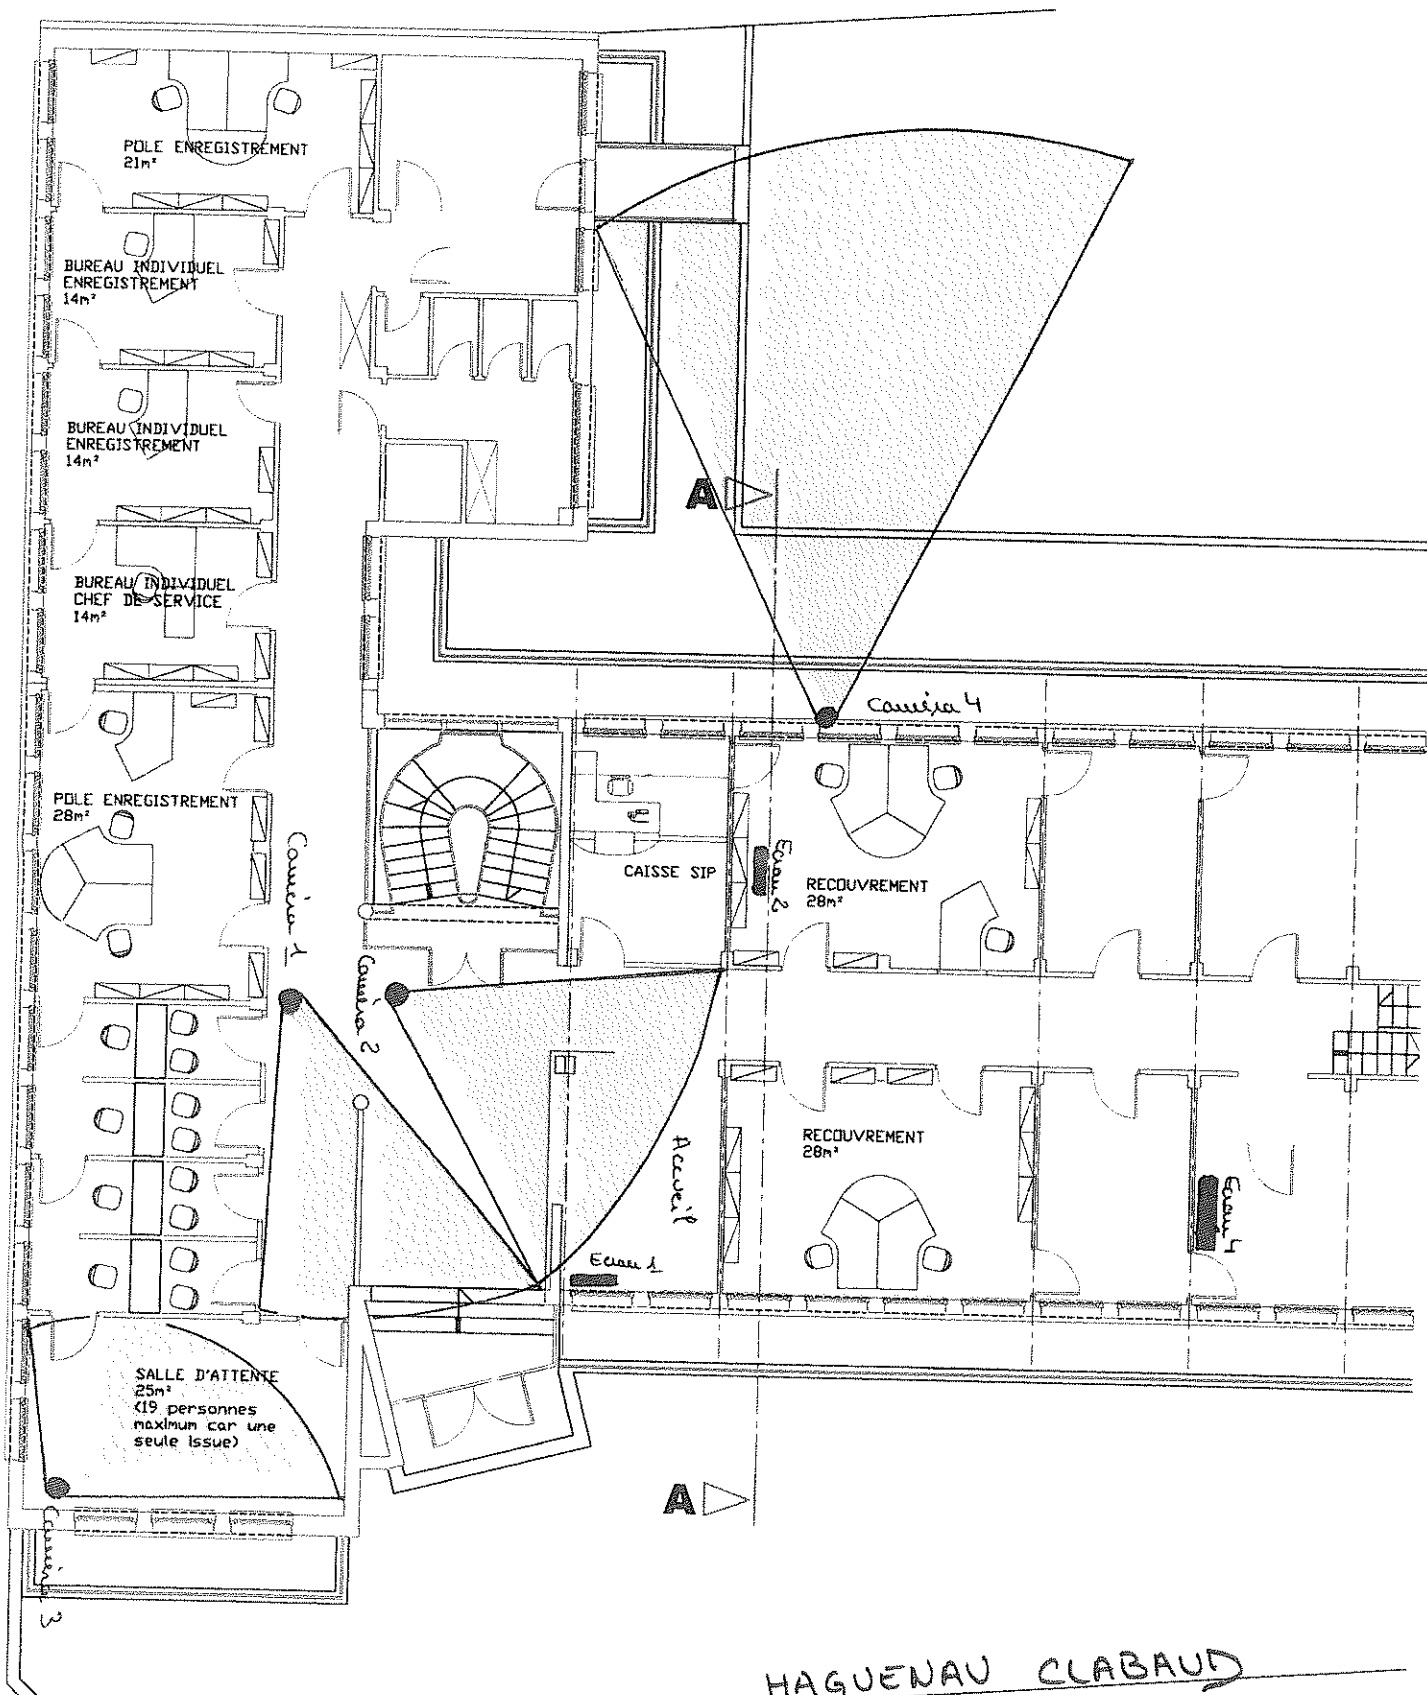 POLE ENREGISTREMENT
21m²
BUREAU INDIVIDUEL
ENREGISTREMENT
14m²
BUREAU INDIVIDUEL
ENREGISTREMENT
14m²
A
BUREAU INDIVIDUEL
CHEF DE SERVICE
14m²
Caméra 4
POLE ENREGISTREMENT
28m²
Caméra 1
CAISSE SIP
Ecran 2
RECOUVREMENT
28m²
Caméra 2
Accueil
RECOUVREMENT
28m²
Ecran 4
Ecran 1
SALLE D'ATTENTE
25m²
(19 personnes
maximum car une
seule issue)
A
Caméra 3
HAGUENAU CLABAUD